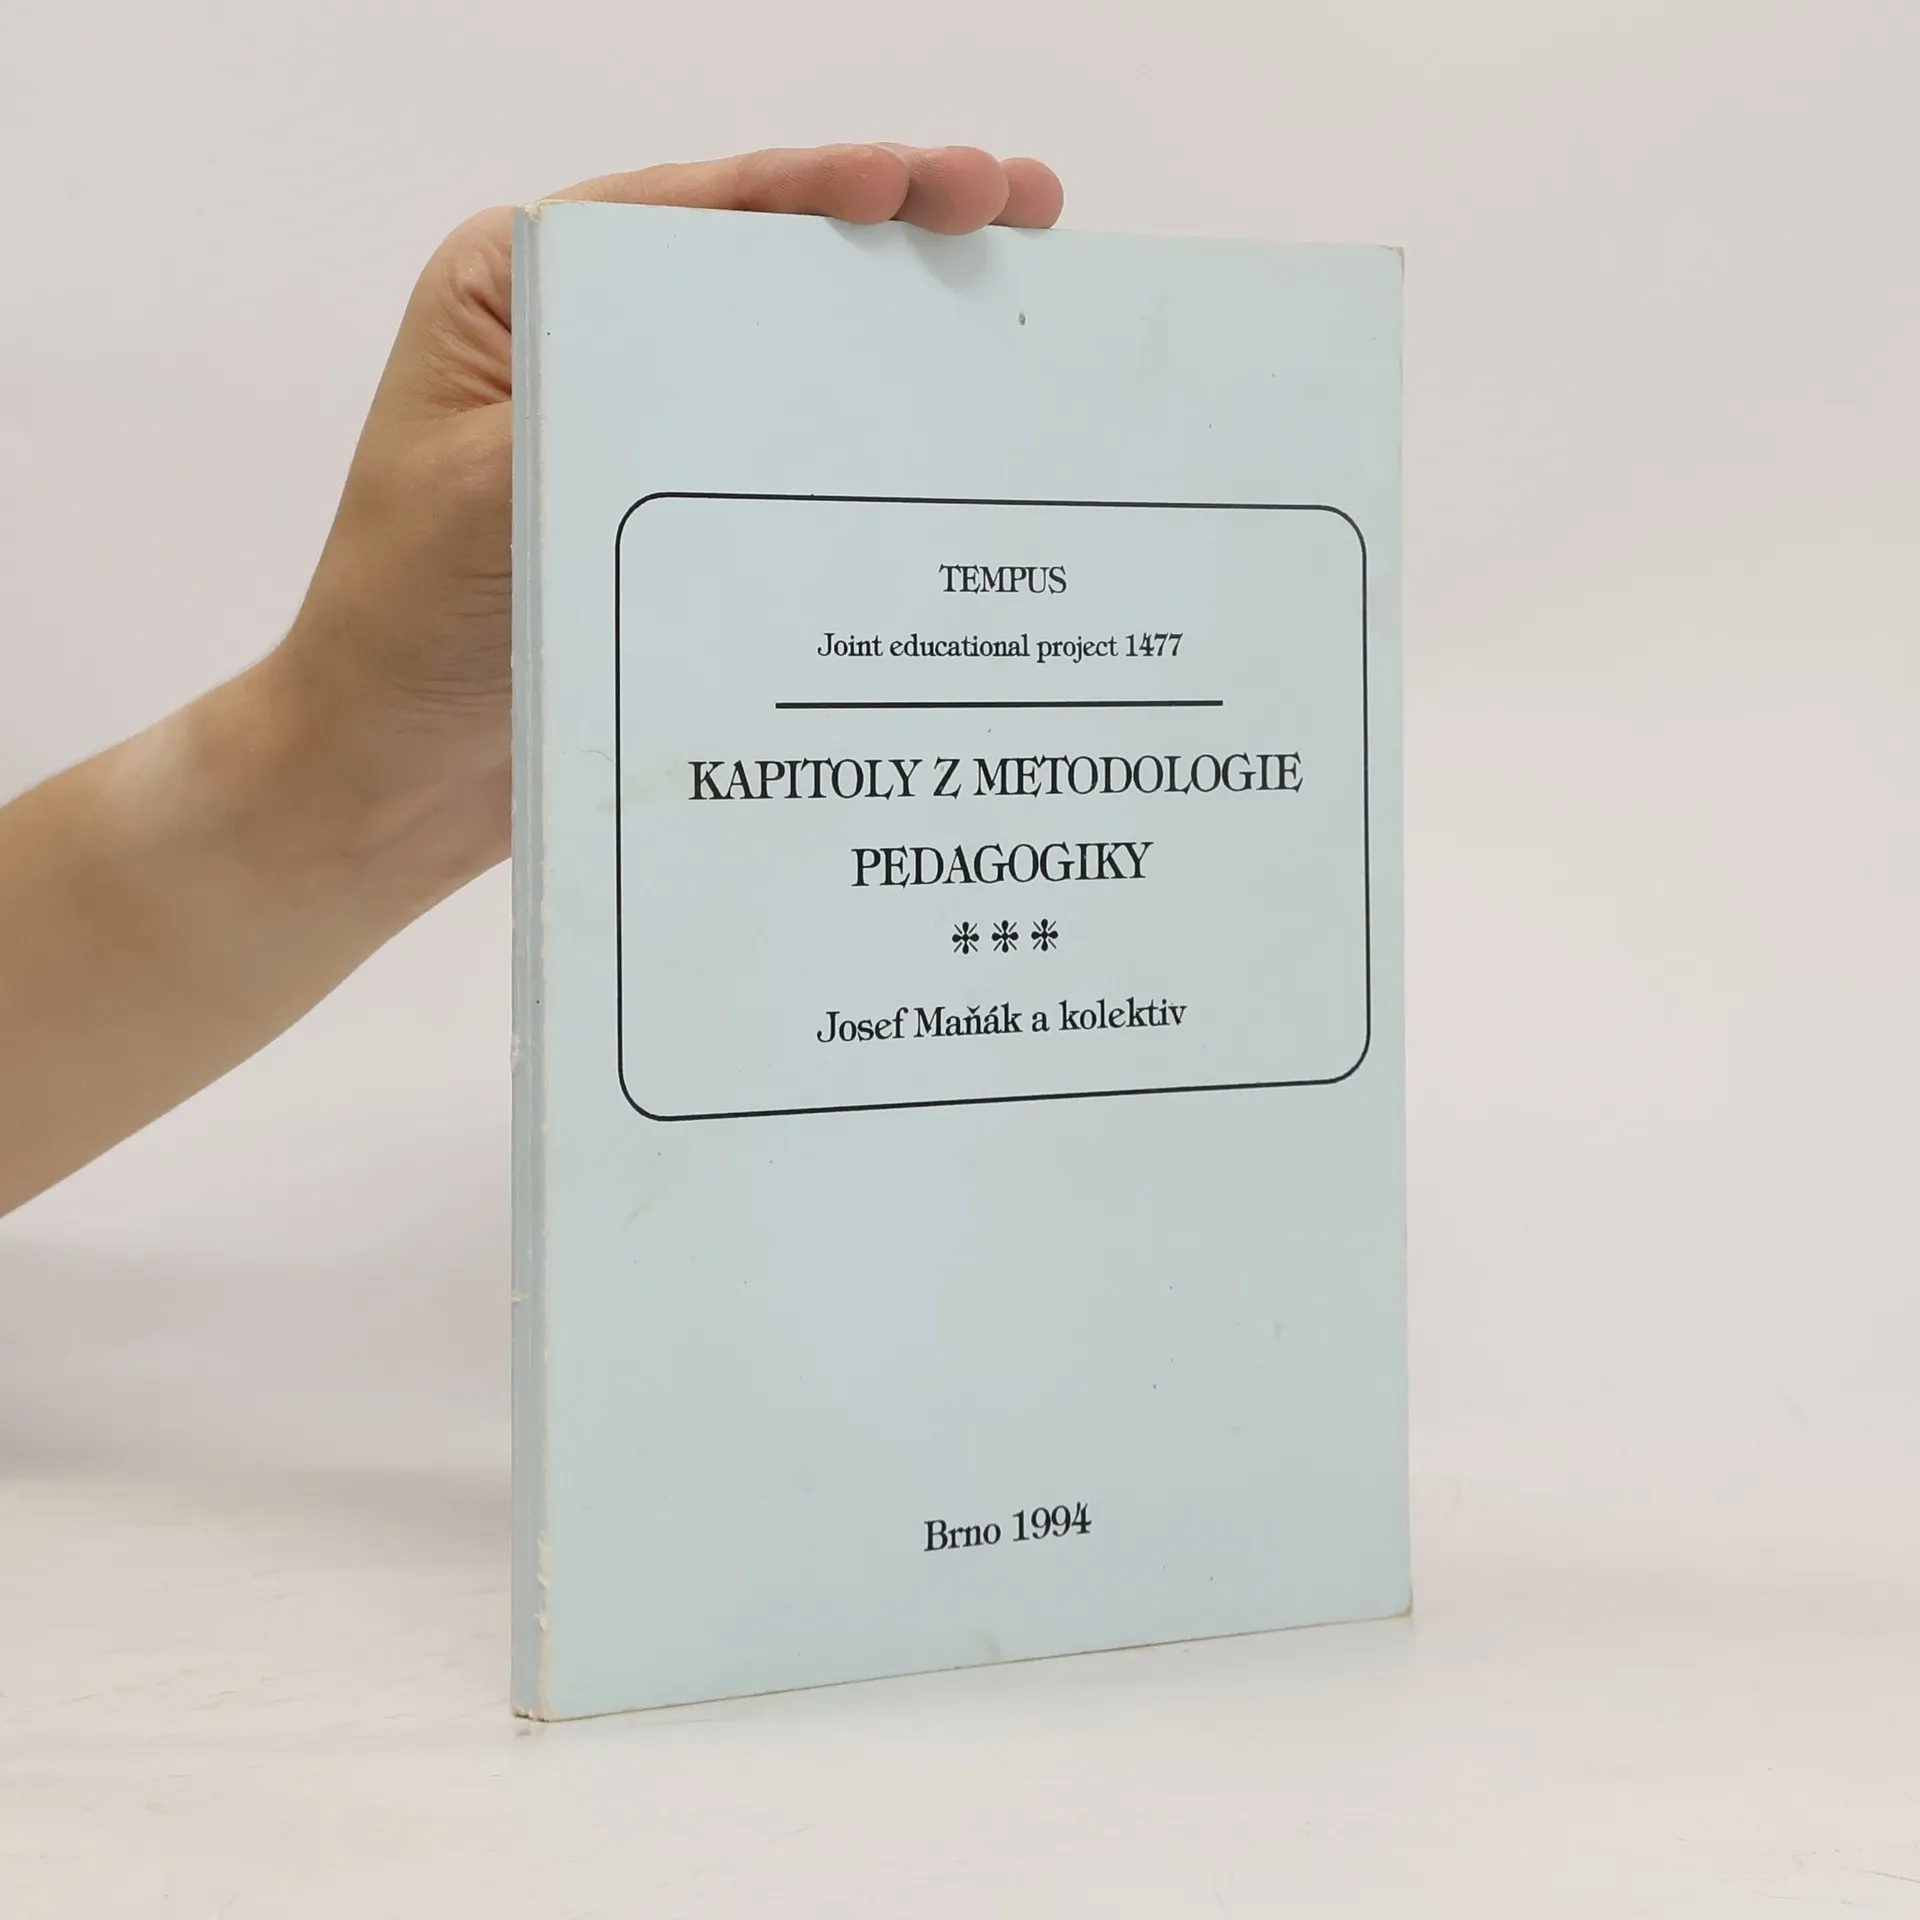 TEMPUS
Joint educational project 1477
KAPITOLY Z METODOLOGIE
PEDAGOGIKY
Josef Maňák a kolektiv
Brno 1994